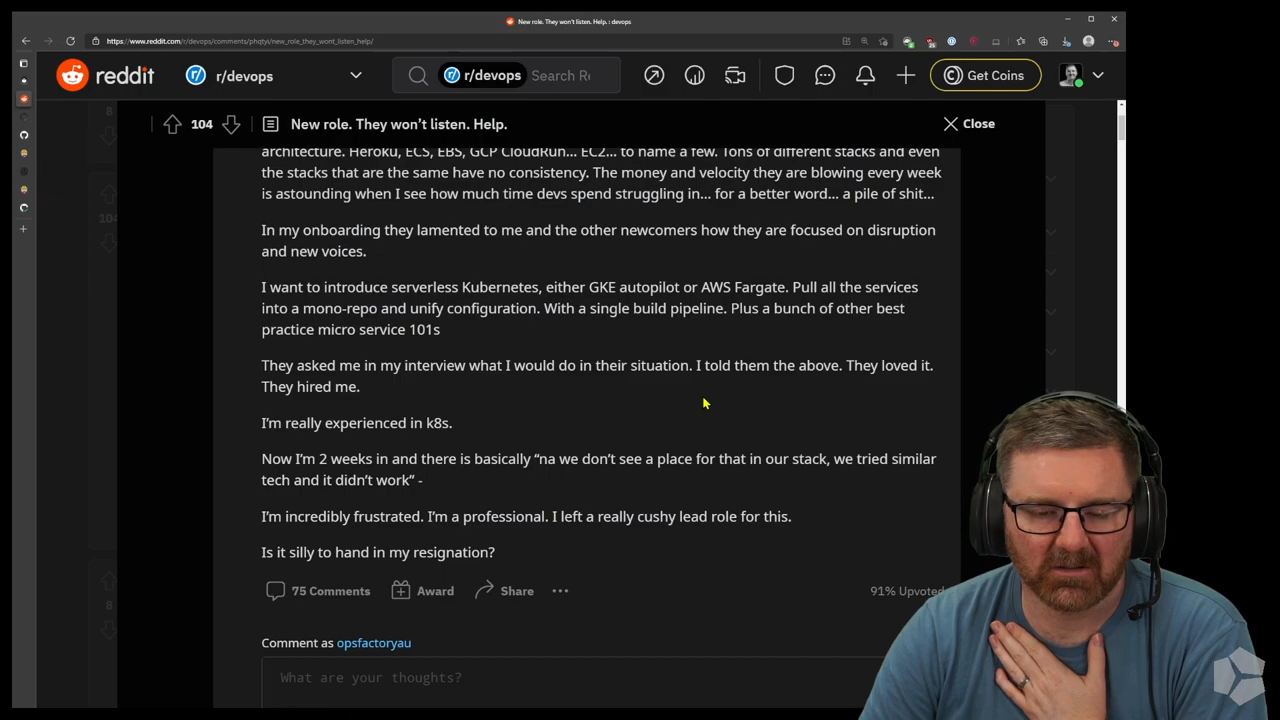 New role. They won't listen. Help. : devops
https://www.reddit.com/r/devops/comments/phqtyi/new_role_they_wont_listen_help/
reddit
r/devops
r/devops
Search Re
Get Coins
104
New role. They won't listen. Help.
Close
architecture. Heroku, ECS, EBS, GCP CloudRun... EC2... to name a few. Tons of different stacks and even
the stacks that are the same have no consistency. The money and velocity they are blowing every week
is astounding when I see how much time devs spend struggling in... for a better word... a pile of shit...
In my onboarding they lamented to me and the other newcomers how they are focused on disruption
and new voices.
I want to introduce serverless Kubernetes, either GKE autopilot or AWS Fargate. Pull all the services
into a mono-repo and unify configuration. With a single build pipeline. Plus a bunch of other best
practice micro service 101s
They asked me in my interview what I would do in their situation. I told them the above. They loved it.
They hired me.
I'm really experienced in k8s.
Now I'm 2 weeks in and there is basically “na we don't see a place for that in our stack, we tried similar
tech and it didn't work” -
I'm incredibly frustrated. I'm a professional. I left a really cushy lead role for this.
Is it silly to hand in my resignation?
75 Comments
Award
Share
91% Upvoted
Comment as opsfactoryau
What are your thoughts?